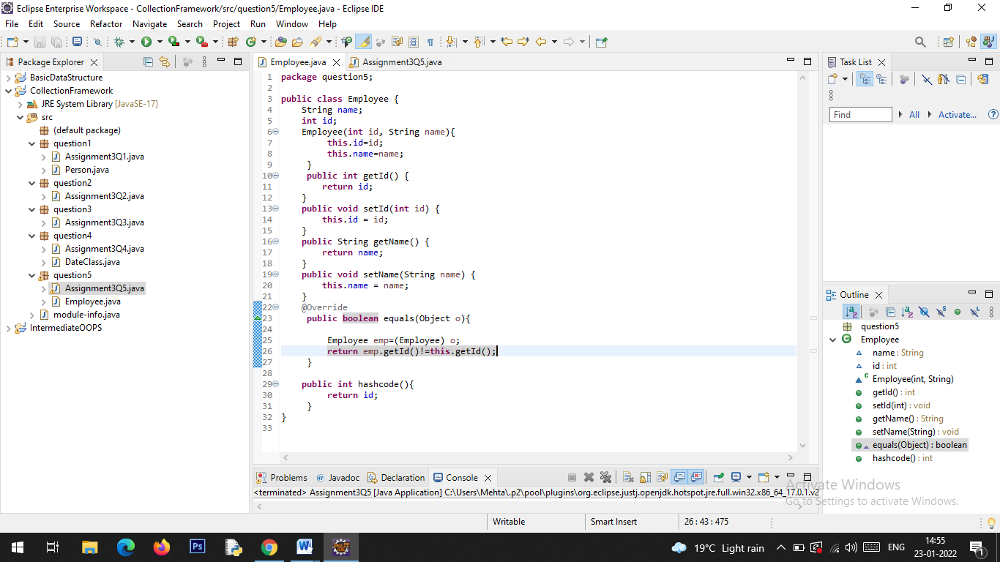 Eclipse Enterprise Workspace - CollectionFramework/src/question5/Employee.java - Eclipse IDE
File Edit Source Refactor Navigate Search Project Run Window Help
Package Explorer
BasicDataStructure
CollectionFramework
JRE System Library [JavaSE-17]
src
(default package)
question1
Assignment3Q1.java
Person.java
question2
Assignment3Q2.java
question3
Assignment3Q3.java
question4
Assignment3Q4.java
DateClass.java
question5
Assignment3Q5.java
Employee.java
module-info.java
IntermediateOOPS
Employee.java Assignment3Q5.java
1 package question5;
2
3 public class Employee {
4 String name;
5 int id;
6 Employee(int id, String name){
7 this.id=id;
8 this.name=name;
9 }
10 public int getId() {
11 return id;
12 }
13 public void setId(int id) {
14 this.id = id;
15 }
16 public String getName() {
17 return name;
18 }
19 public void setName(String name) {
20 this.name = name;
21 }
22 @Override
23 public boolean equals(Object o){
24
25 Employee emp=(Employee) o;
26 return emp.getId()!=this.getId();
27 }
28
29 public int hashcode(){
30 return id;
31 }
32 }
33
Task List
Find All Activate...
Outline
question5
Employee
name : String
id : int
Employee(int, String)
getId() : int
setId(int) : void
getName() : String
setName(String) : void
equals(Object) : boolean
hashcode() : int
Problems @ Javadoc Declaration Console
<terminated> Assignment3Q5 [Java Application] C:\Users\Mehta\.p2\pool\plugins\org.eclipse.justj.openjdk.hotspot.jre.full.win32.x86_64_17.0.1.v2
Activate Windows
Go to Settings to activate Windows.
Writable Smart Insert 26 : 43 : 475
19°C Light rain ENG 14:55
23-01-2022
1